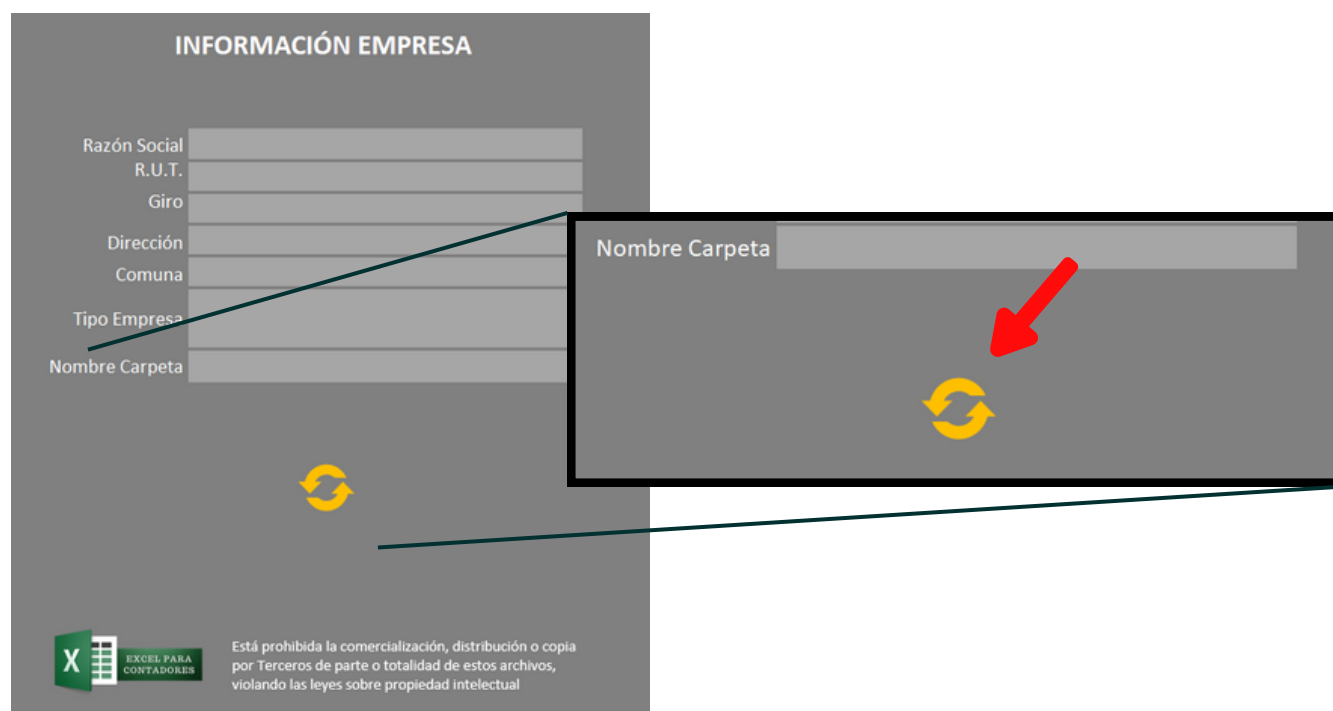 INFORMACIÓN EMPRESA
Razón Social
R.U.T.
Giro
Dirección
Comuna
Tipo Empresa
Nombre Carpeta
Nombre Carpeta
X
EXCEL PARA
CONTADORES
Está prohibida la comercialización, distribución o copia
por Terceros de parte o totalidad de estos archivos,
violando las leyes sobre propiedad intelectual